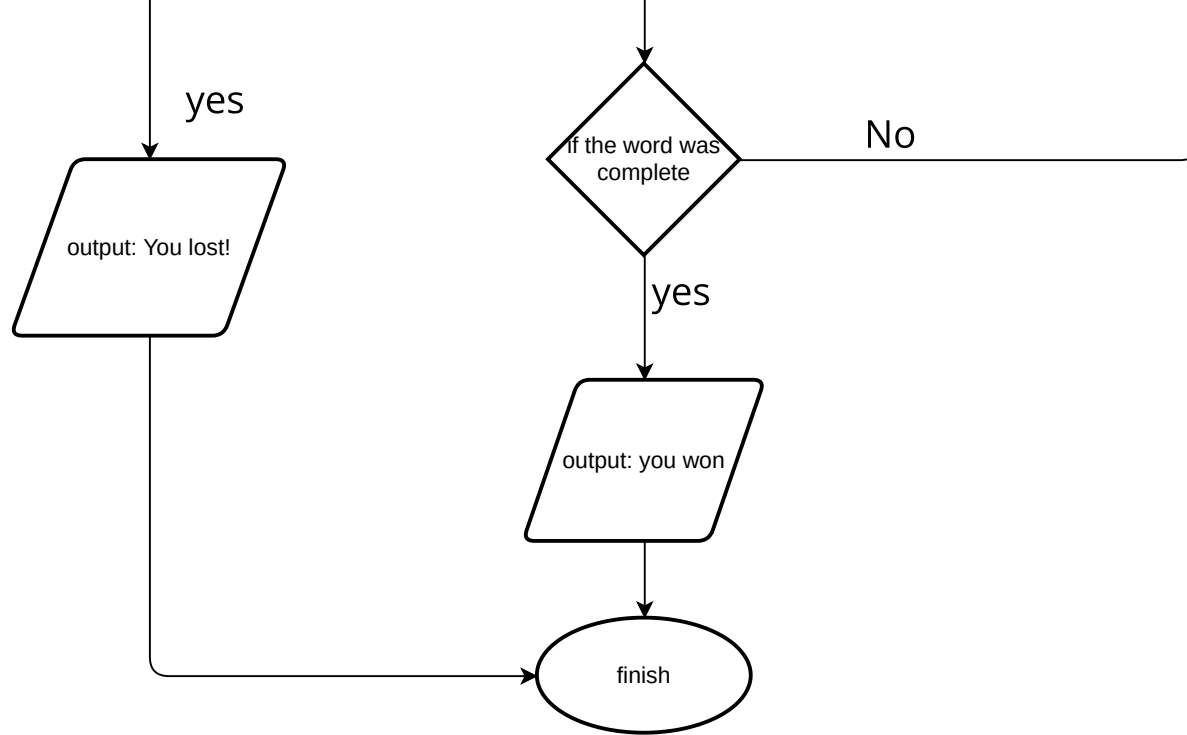 yes
No
if the word was
complete
output: You lost!
yes
output: you won
finish